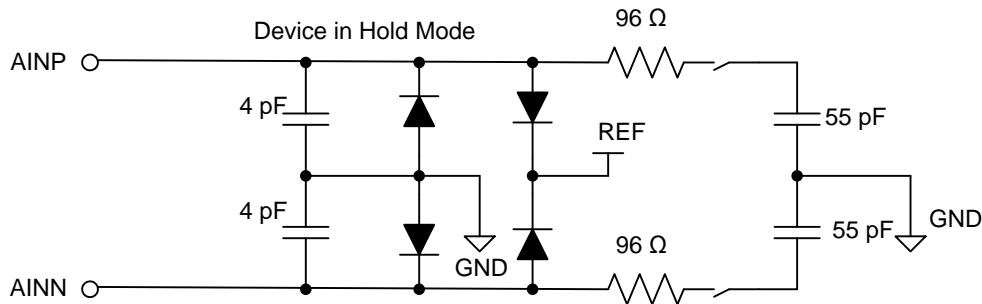 96 Ω
Device in Hold Mode
AINP
4 pF
55 pF
REF
4 pF
GND
55 pF
GND
96 Ω
AINN